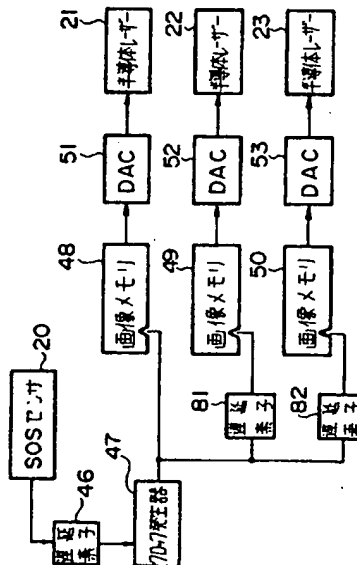 20
SOSセンサ
46
遅延
素子
47
クロック発生器
48
画像メモリ
51
DAC
21
半導体レーザー
49
画像メモリ
52
DAC
22
半導体レーザー
50
画像メモリ
53
DAC
23
半導体レーザー
81
遅延
素子
82
遅延
素子